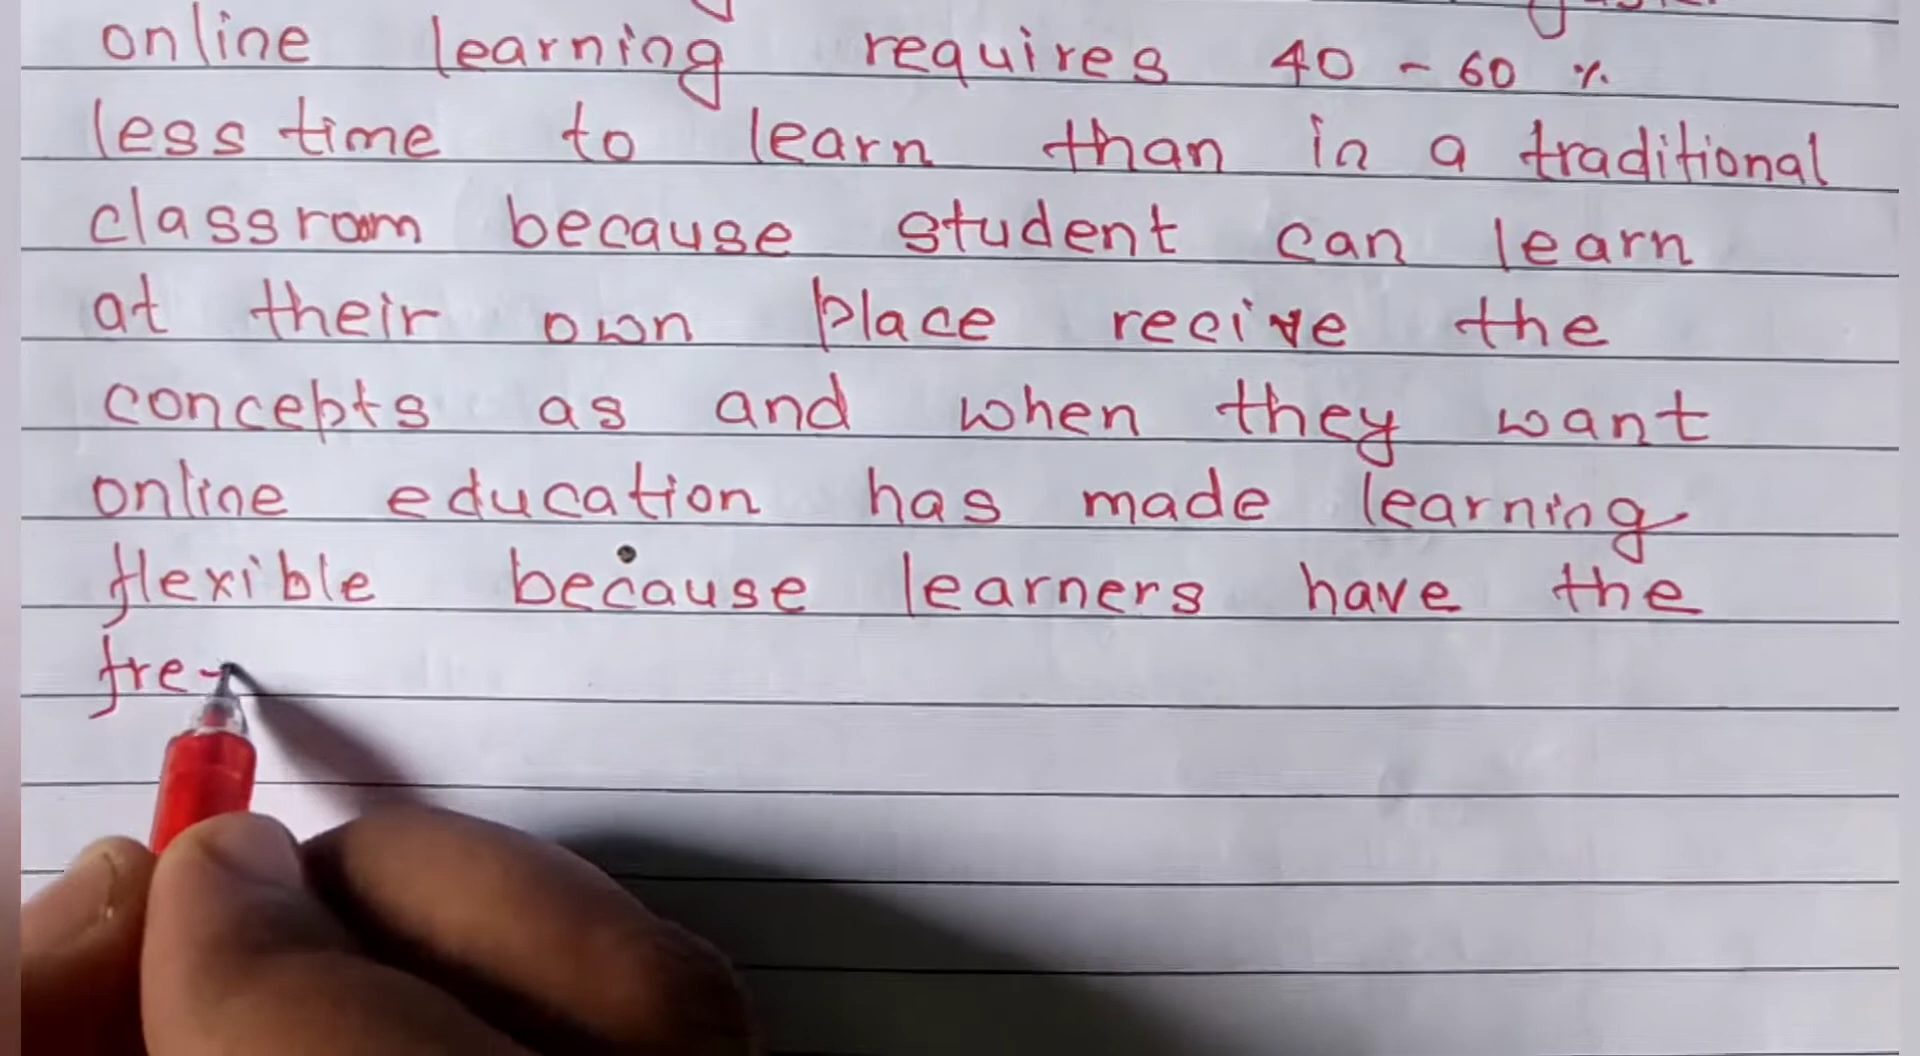 online learning requires 40 - 60 %
less time to learn than in a traditional
classroom because student can learn
at their own place recive the
concepts as and when they want
online education has made learning
flexible because learners have the
fre